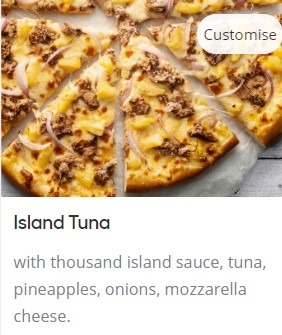 Customise
Island Tuna
with thousand island sauce, tuna,
pineapples, onions, mozzarella
cheese.